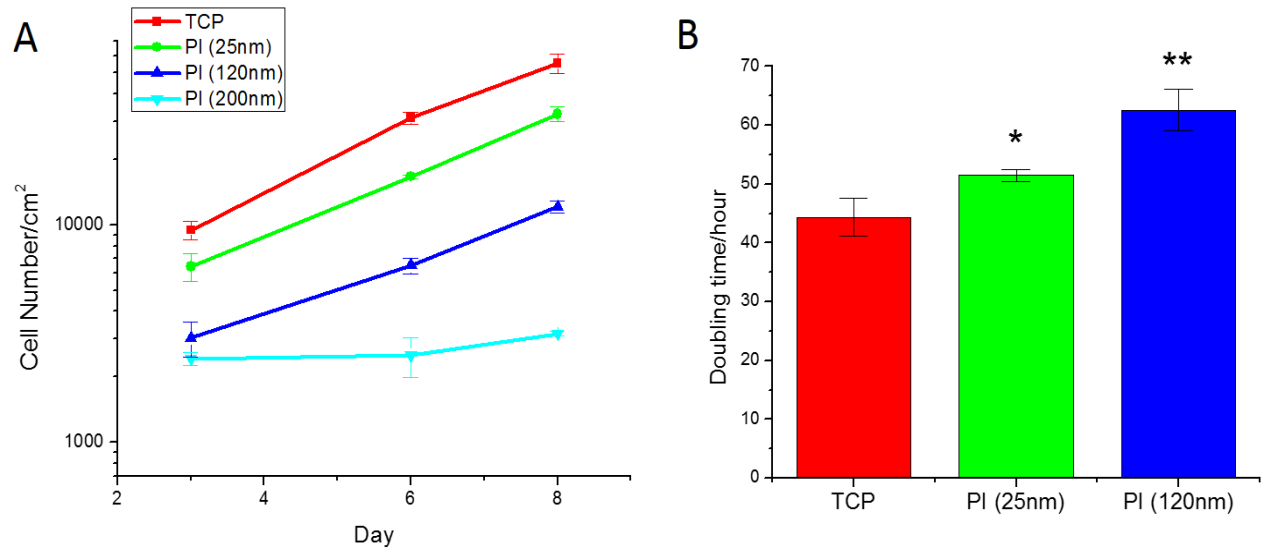 A
TCP
PI (25nm)
PI (120nm)
PI (200nm)
Cell Number/cm²
10000
1000
2 4 6 8
Day
B
* **
Doubling time/hour
70
60
50
40
30
20
10
0
TCP PI (25nm) PI (120nm)